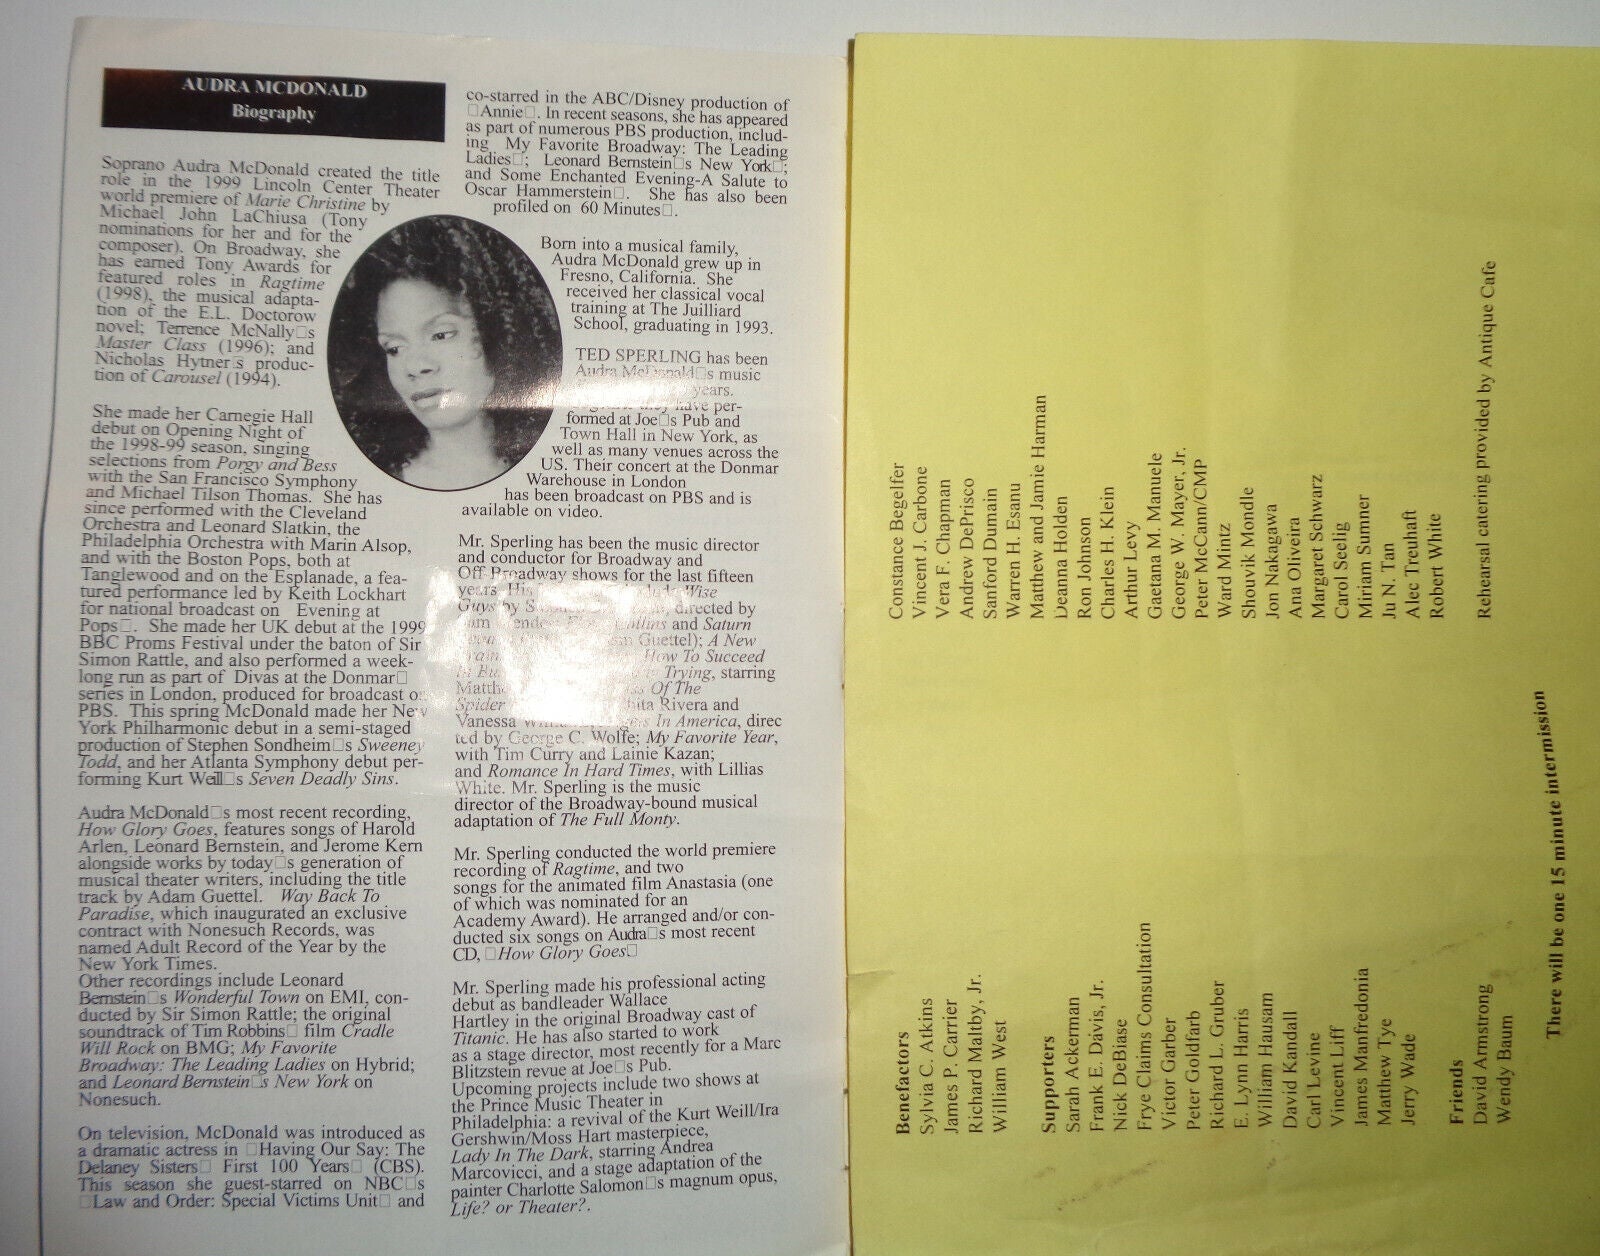 AUDRA MCDONALD
Biography
Soprano Audra McDonald created the title
role in the 1999 Lincoln Center Theater
world premiere of Marie Christine by
Michael John LaChiusa (Tony
nominations for her and for the
composer). On Broadway, she
has earned Tony Awards for
featured roles in Ragtime
(1998), the musical adapta-
tion of the E.L. Doctorow
novel; Terrence McNally□s
Master Class (1996); and
Nicholas Hytner□s produc-
tion of Carousel (1994).
She made her Carnegie Hall
debut on Opening Night of
the 1998-99 season, singing
selections from Porgy and Bess
with the San Francisco Symphony
and Michael Tilson Thomas. She has
since performed with the Cleveland
Orchestra and Leonard Slatkin, the
Philadelphia Orchestra with Marin Alsop,
and with the Boston Pops, both at
Tanglewood and on the Esplanade, a fea-
tured performance led by Keith Lockhart
for national broadcast on Evening at
Pops□. She made her UK debut at the 1999
BBC Proms Festival under the baton of Sir
Simon Rattle, and also performed a week-
long run as part of Divas at the Donmar□
series in London, produced for broadcast o
PBS. This spring McDonald made her New
York Philharmonic debut in a semi-staged
production of Stephen Sondheim□s Sweeney
Todd, and her Atlanta Symphony debut per-
forming Kurt Weill□s Seven Deadly Sins.
Audra McDonald□s most recent recording,
How Glory Goes, features songs of Harold
Arlen, Leonard Bernstein, and Jerome Kern
alongside works by today□s generation of
musical theater writers, including the title
track by Adam Guettel. Way Back To
Paradise, which inaugurated an exclusive
contract with Nonesuch Records, was
named Adult Record of the Year by the
New York Times.
Other recordings include Leonard
Bernstein□s Wonderful Town on EMI, con-
ducted by Sir Simon Rattle; the original
soundtrack of Tim Robbins□ film Cradle
Will Rock on BMG; My Favorite
Broadway: The Leading Ladies on Hybrid;
and Leonard Bernstein□s New York on
Nonesuch.
On television, McDonald was introduced as
a dramatic actress in □Having Our Say: The
Delaney Sisters□ First 100 Years□ (CBS).
This season she guest-starred on NBC□s
□Law and Order: Special Victims Unit□ and
co-starred in the ABC/Disney production of
□Annie□. In recent seasons, she has appeared
as part of numerous PBS production, includ-
ing My Favorite Broadway: The Leading
Ladies□; Leonard Bernstein□s New York□;
and Some Enchanted Evening-A Salute to
Oscar Hammerstein□. She has also been
profiled on 60 Minutes□.
Born into a musical family,
Audra McDonald grew up in
Fresno, California. She
received her classical vocal
training at The Juilliard
School, graduating in 1993.
TED SPERLING has been
Audra McDonald□s music
years.
they have per-
formed at Joe□s Pub and
Town Hall in New York, as
well as many venues across the
US. Their concert at the Donmar
Warehouse in London
has been broadcast on PBS and is
available on video.
Mr. Sperling has been the music director
and conductor for Broadway and
Off-Broadway shows for the last fifteen
years. His Wise
Guys by directed by
Collins and Saturn
Guettel); A New
How To Succeed
Trying, starring
Of The
Spider Rivera and
Vanessa In America, direc
ted by George C. Wolfe; My Favorite Year,
with Tim Curry and Lainie Kazan;
and Romance In Hard Times, with Lillias
White. Mr. Sperling is the music
director of the Broadway-bound musical
adaptation of The Full Monty.
Mr. Sperling conducted the world premiere
recording of Ragtime, and two
songs for the animated film Anastasia (one
of which was nominated for an
Academy Award). He arranged and/or con-
ducted six songs on Audra□s most recent
CD, □How Glory Goes□
Mr. Sperling made his professional acting
debut as bandleader Wallace
Hartley in the original Broadway cast of
Titanic. He has also started to work
as a stage director, most recently for a Marc
Blitzstein revue at Joe□s Pub.
Upcoming projects include two shows at
the Prince Music Theater in
Philadelphia: a revival of the Kurt Weill/Ira
Gershwin/Moss Hart masterpiece,
Lady In The Dark, starring Andrea
Marcovicci, and a stage adaptation of the
painter Charlotte Salomon□s magnum opus,
Life? or Theater?.
Benefactors
Sylvia C. Atkins
James P. Carrier
Richard Maltby, Jr.
William West
Supporters
Sarah Ackerman
Frank E. Davis, Jr.
Nick DeBiase
Frye Claims Consultation
Victor Garber
Peter Goldfarb
Richard L. Gruber
E. Lynn Harris
William Hausam
David Kandall
Carl Levine
Vincent Liff
James Manfredonia
Matthew Tye
Jerry Wade
Friends
David Armstrong
Wendy Baum
Constance Begelfer
Vincent J. Carbone
Vera F. Chapman
Andrew DePrisco
Sanford Dumain
Warren H. Esanu
Matthew and Jamie Harman
Deanna Holden
Ron Johnson
Charles H. Klein
Arthur Levy
Gaetana M. Manuele
George W. Mayer, Jr.
Peter McCann/CMP
Ward Mintz
Shouvik Mondle
Jon Nakagawa
Ana Oliveira
Margaret Schwarz
Carol Seelig
Miriam Sumner
Ju N. Tan
Alec Treuhaft
Robert White
Rehearsal catering provided by Antique Cafe
There will be one 15 minute intermission